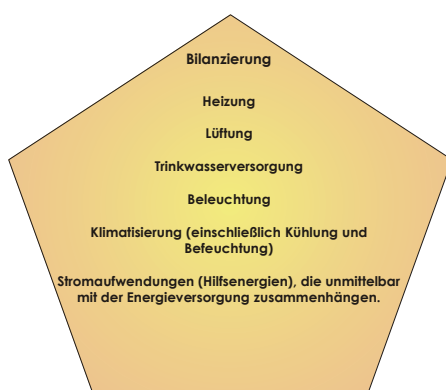 Bilanzierung
Heizung
Lüftung
Trinkwasserversorgung
Beleuchtung
Klimatisierung (einschließlich Kühlung und
Befeuchtung)
Stromaufwendungen (Hilfsenergien), die unmittelbar
mit der Energieversorgung zusammenhängen.